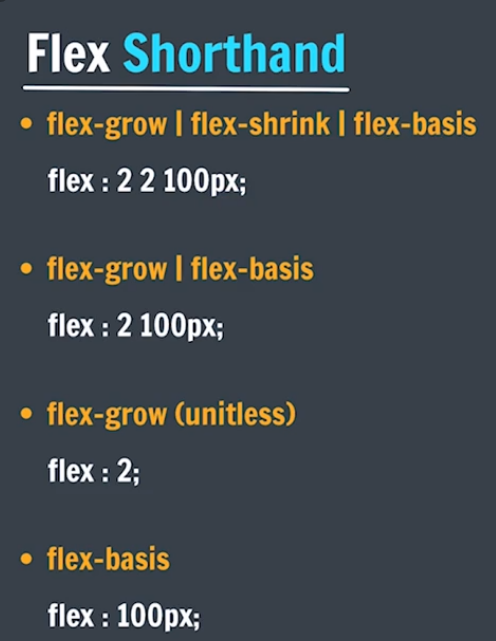 Flex Shorthand
• flex-grow | flex-shrink | flex-basis
flex : 2 2 100px;
• flex-grow | flex-basis
flex : 2 100px;
• flex-grow (unitless)
flex : 2;
• flex-basis
flex : 100px;